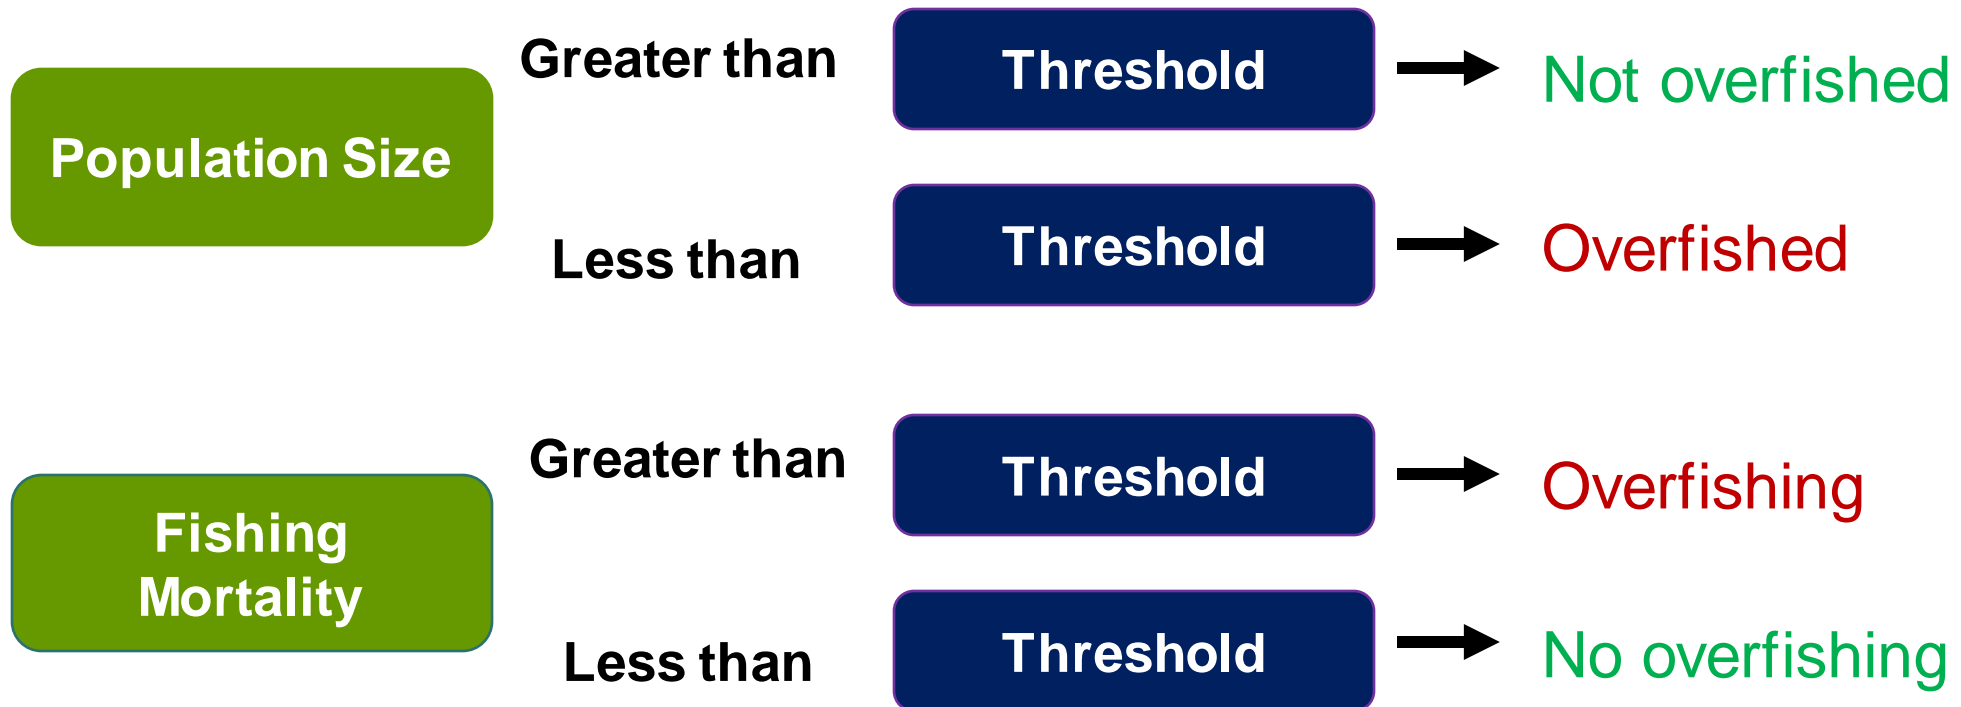 Greater than
Threshold
Not overfished
Population Size
Less than
Threshold
Overfished
Greater than
Threshold
Overfishing
Fishing
Mortality
Less than
Threshold
No overfishing